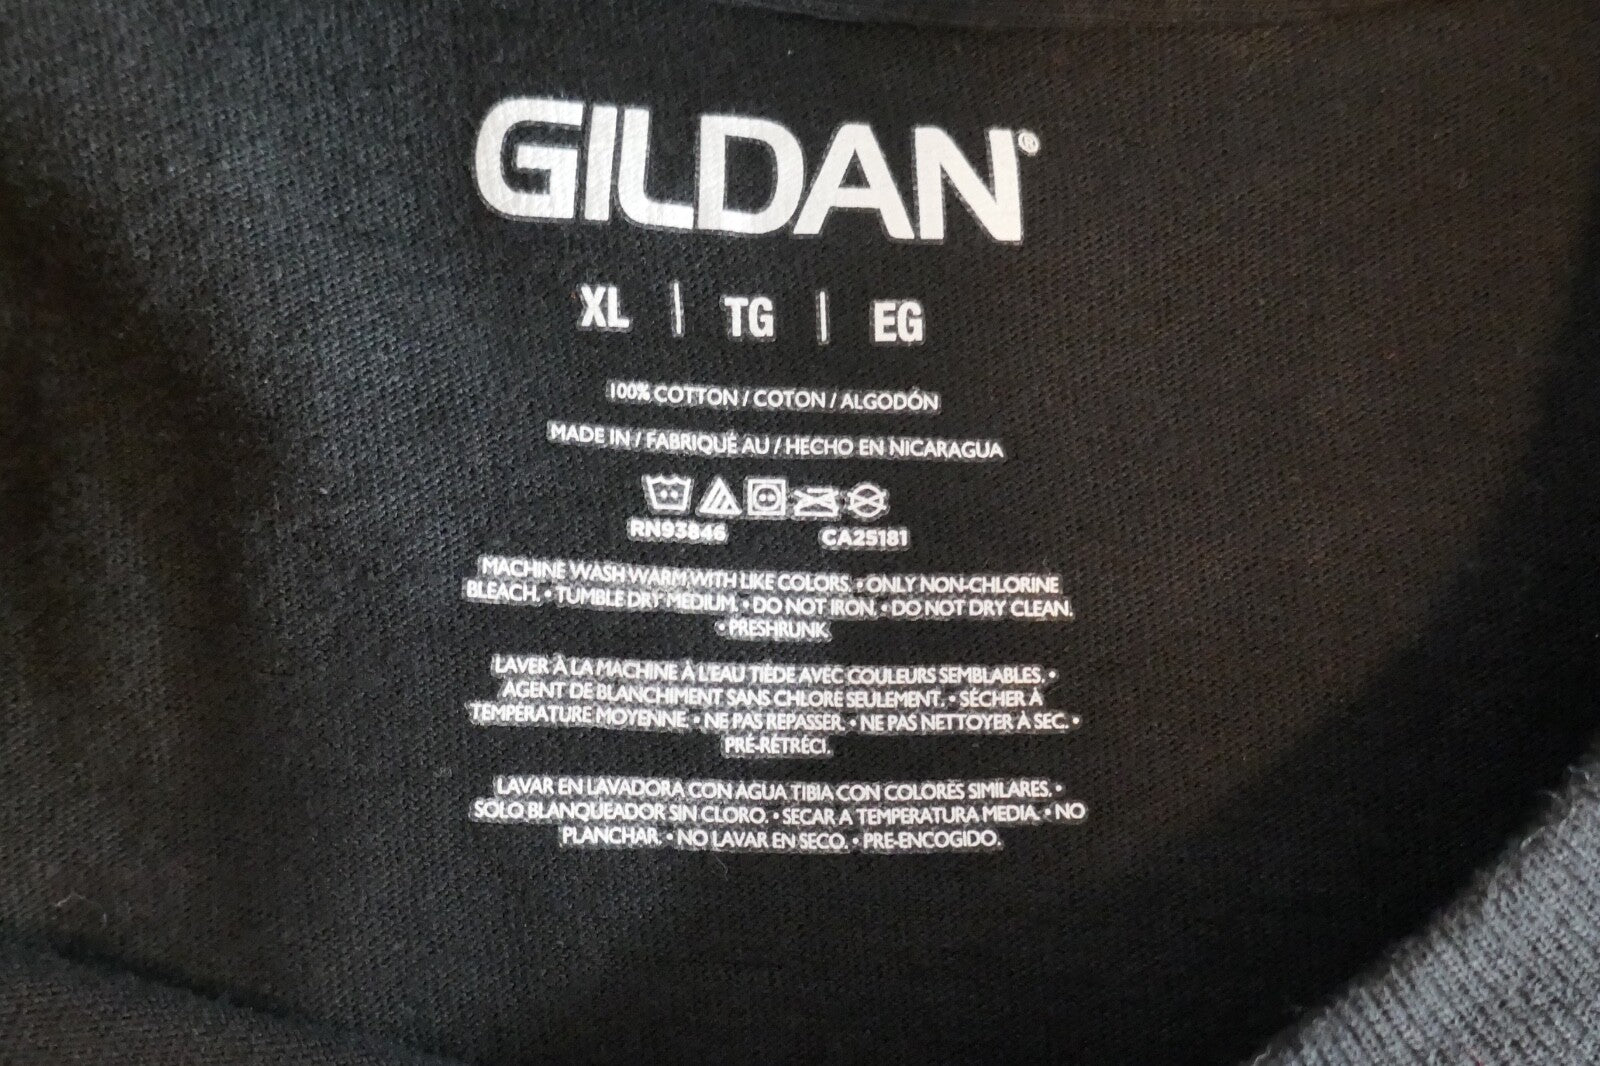 GILDAN®
XL | TG | EG
100% COTTON / COTON / ALGODÓN
MADE IN / FABRIQUÉ AU / HECHO EN NICARAGUA
RN93846 CA25181
MACHINE WASH WARM, WITH LIKE COLORS. • ONLY NON-CHLORINE
BLEACH. • TUMBLE DRY MEDIUM. • DO NOT IRON. • DO NOT DRY CLEAN.
• PRESHRUNK.
LAVER À LA MACHINE À L'EAU TIÈDE AVEC COULEURS SEMBLABLES. •
AGENT DE BLANCHIMENT SANS CHLORE SEULEMENT. • SÉCHER À
TEMPÉRATURE MOYENNE. • NE PAS REPASSER. • NE PAS NETTOYER À SEC. •
PRÉ-RÉTRÉCI.
LAVAR EN LAVADORA CON AGUA TIBIA CON COLORES SIMILARES. •
SOLO BLANQUEADOR SIN CLORO. • SECAR A TEMPERATURA MEDIA. • NO
PLANCHAR. • NO LAVAR EN SECO. • PRE-ENCOGIDO.